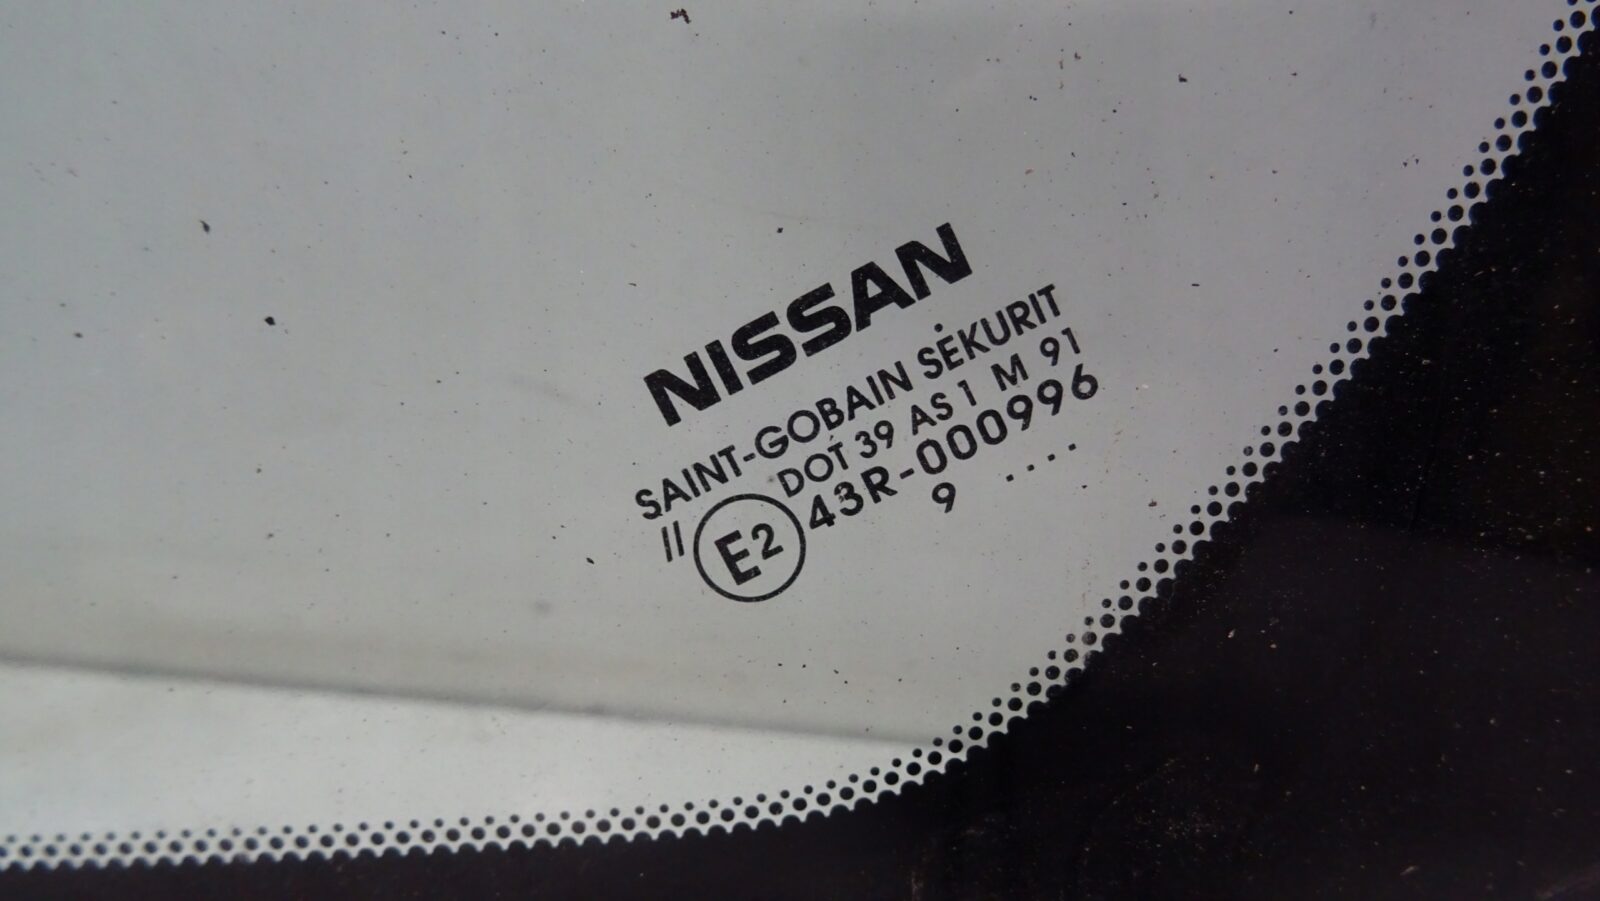 NISSAN
SAINT-GOBAIN SEKURIT
DOT 39 AS 1 M 91
II E2 43R-000996
9 ....